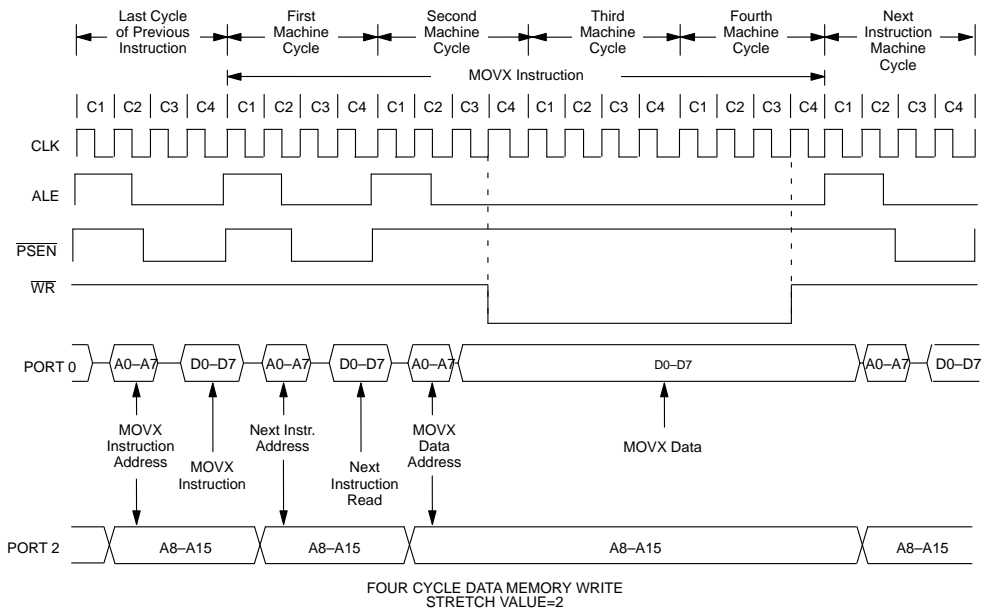 Last Cycle
of Previous
Instruction
First
Machine
Cycle
Second
Machine
Cycle
Third
Machine
Cycle
Fourth
Machine
Cycle
Next
Instruction
Machine
Cycle
MOVX Instruction
C1 C2 C3 C4 C1 C2 C3 C4 C1 C2 C3 C4 C1 C2 C3 C4 C1 C2 C3 C4 C1 C2 C3 C4
CLK
ALE
PSEN
WR
PORT 0
A0–A7 D0–D7 A0–A7 D0–D7 A0–A7 D0–D7 A0–A7 D0–D7
MOVX
Instruction
Address
MOVX
Instruction
Next Instr.
Address
Next
Instruction
Read
MOVX
Data
Address
MOVX Data
PORT 2
A8–A15 A8–A15 A8–A15 A8–A15
FOUR CYCLE DATA MEMORY WRITE
STRETCH VALUE=2